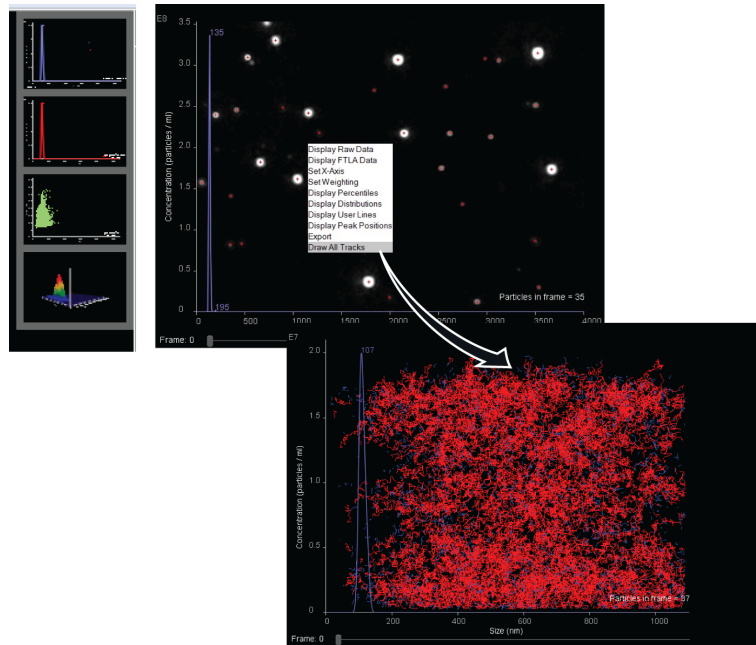 E8
3.5
135
3.0
2.5
2.0
1.5
1.0
0.5
0
Concentration (particles / ml)
Display Raw Data
Display FTLA Data
Set X-Axis
Set Weighting
Display Percentiles
Display Distributions
Display User Lines
Display Peak Positions
Export
Draw All Tracks
Particles in frame = 35
195
0 500 1000 1500 2000 2500 3000 3500 4000
Frame: 0
E7
2.0
107
1.5
1.0
0.5
0
Concentration (particles / ml)
Particles in frame = 37
0 200 400 600 800 1000
Size (nm)
Frame: 0